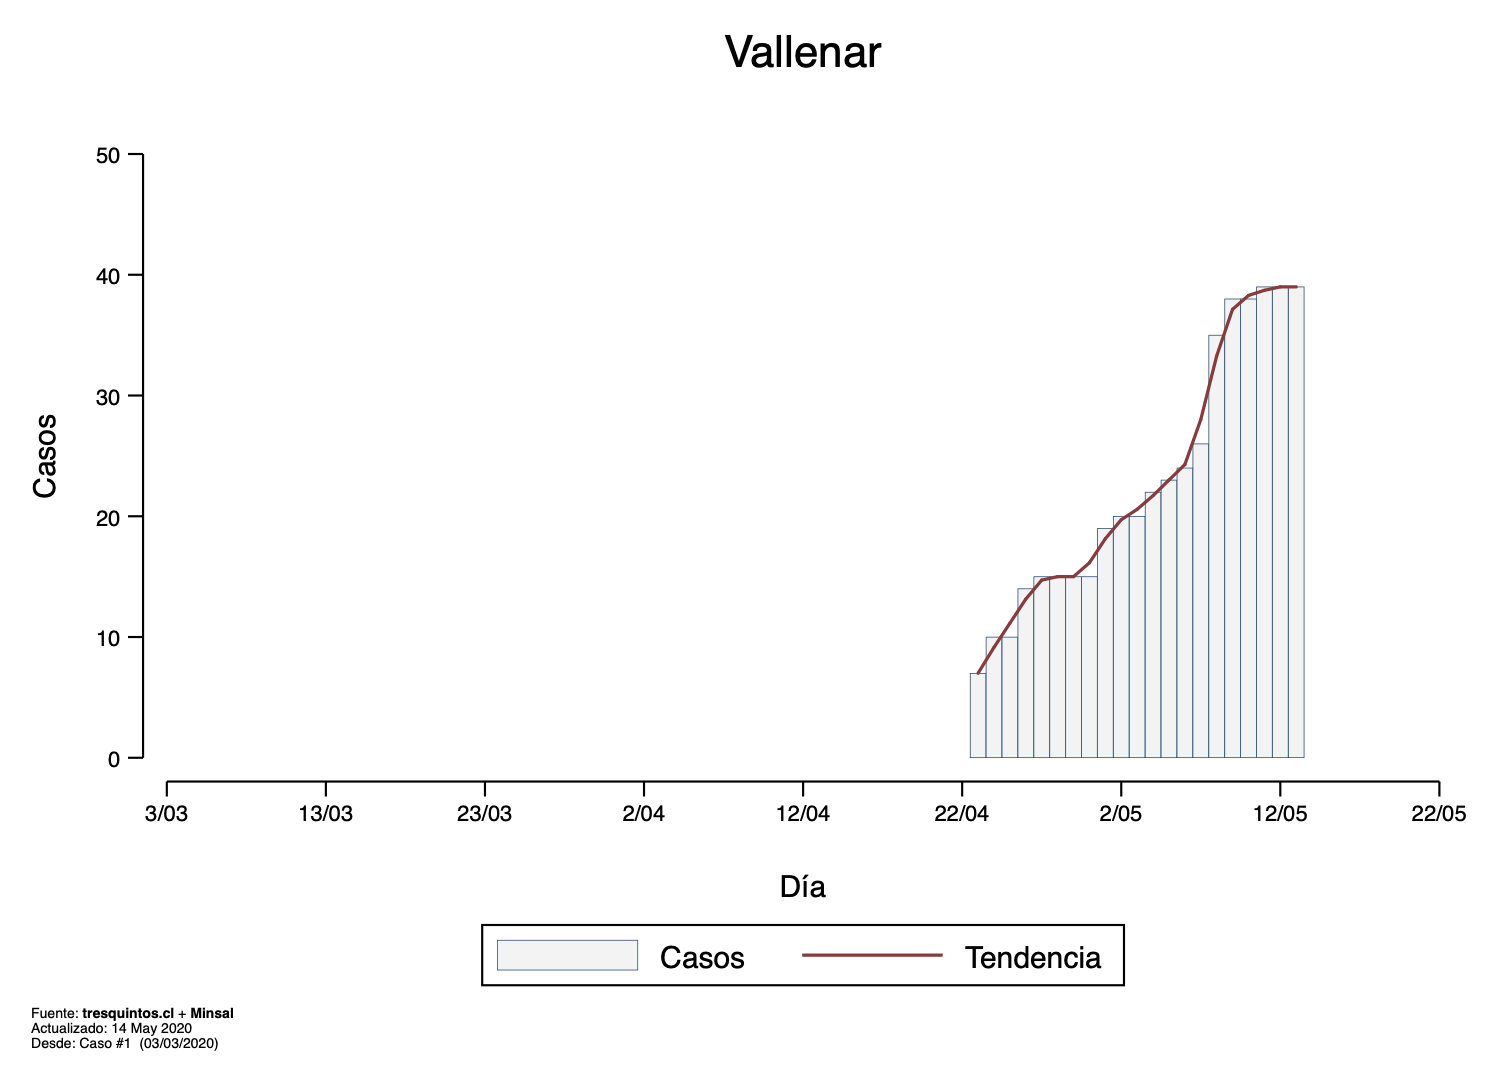 Vallenar
50
40
30
20
10
0
Casos
3/03 13/03 23/03 2/04 12/04 22/04 2/05 12/05 22/05
Día
Casos Tendencia
Fuente: tresquintos.cl + Minsal
Actualizado: 14 May 2020
Desde: Caso #1 (03/03/2020)